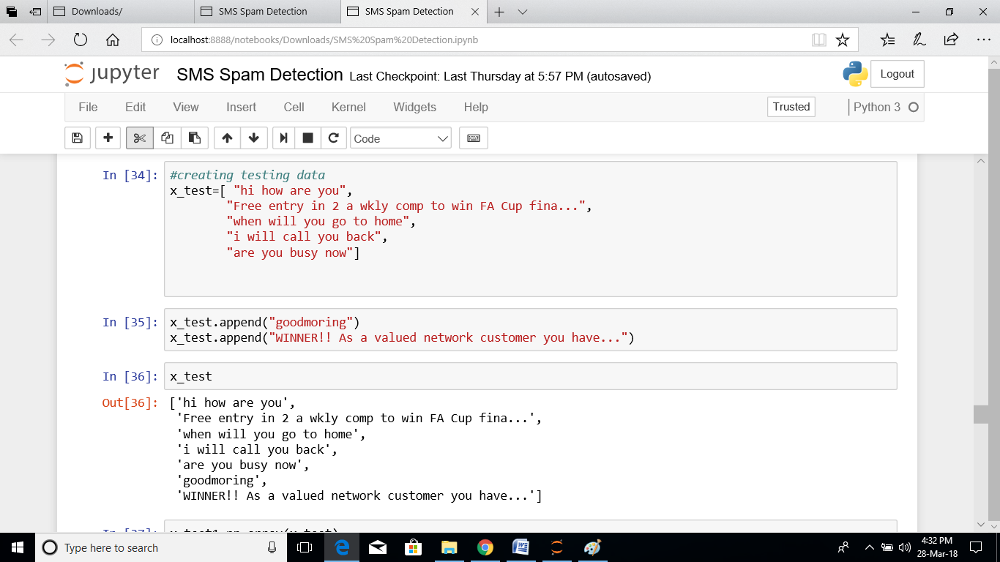 Downloads/
SMS Spam Detection
SMS Spam Detection
localhost:8888/notebooks/Downloads/SMS%20Spam%20Detection.ipynb
jupyter SMS Spam Detection Last Checkpoint: Last Thursday at 5:57 PM (autosaved)
Logout
File Edit View Insert Cell Kernel Widgets Help
Trusted
Python 3
Code
In [34]: #creating testing data
x_test=[ "hi how are you",
"Free entry in 2 a wkly comp to win FA Cup fina...",
"when will you go to home",
"i will call you back",
"are you busy now"]
In [35]: x_test.append("goodmoring")
x_test.append("WINNER!! As a valued network customer you have...")
In [36]: x_test
Out[36]: ['hi how are you',
'Free entry in 2 a wkly comp to win FA Cup fina...',
'when will you go to home',
'i will call you back',
'are you busy now',
'goodmoring',
'WINNER!! As a valued network customer you have...']
Type here to search
4:32 PM
28-Mar-18